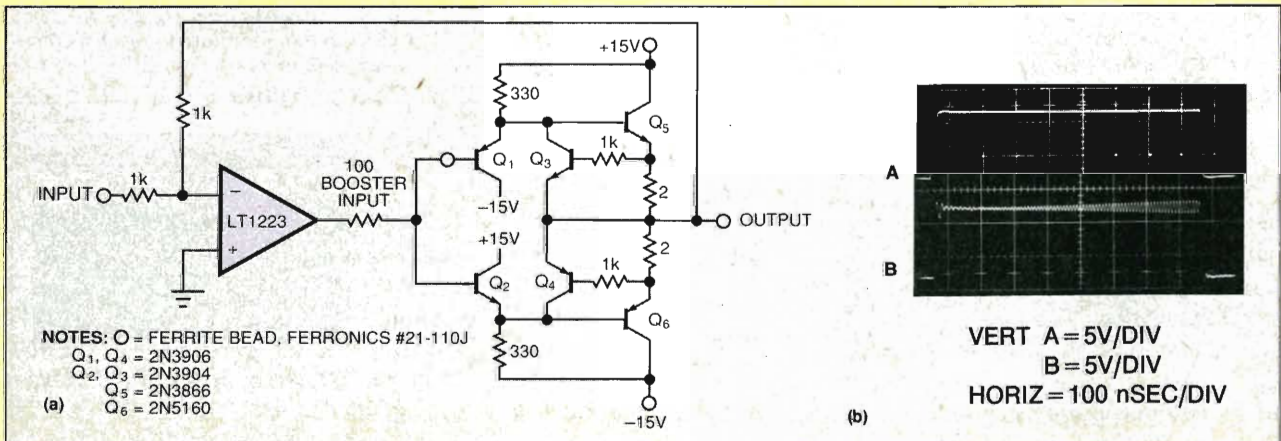 +15V
330
Q5
1k
Q1
Q3
1k
2
1k
100
BOOSTER
INPUT
INPUT
−
LT1223
+
−15V
OUTPUT
+15V
2
1k
Q2
Q4
Q6
330
−15V
NOTES: O = FERRITE BEAD, FERRONICS #21-110J
Q1, Q4 = 2N3906
Q2, Q3 = 2N3904
Q5 = 2N3866
Q6 = 2N5160
(a)
A
B
VERT A = 5V/DIV
B = 5V/DIV
HORIZ = 100 nSEC/DIV
(b)